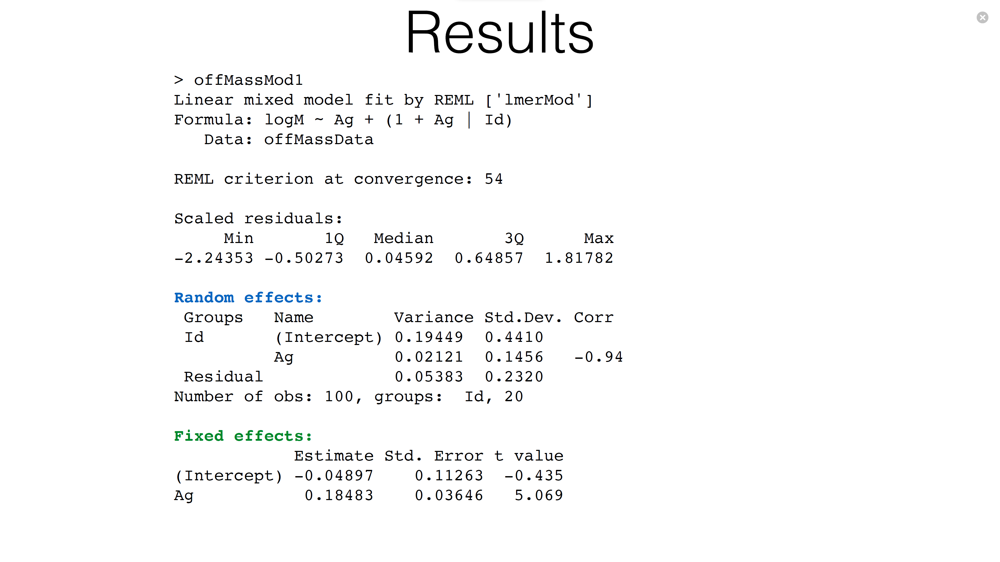 Results
> offMassMod1
Linear mixed model fit by REML ['lmerMod']
Formula: logM ~ Ag + (1 + Ag | Id)
   Data: offMassData
REML criterion at convergence: 54
Scaled residuals:
     Min       1Q   Median       3Q      Max
-2.24353 -0.50273  0.04592  0.64857  1.81782
Random effects:
 Groups   Name        Variance Std.Dev. Corr
 Id       (Intercept) 0.19449  0.4410
          Ag          0.02121  0.1456   -0.94
 Residual             0.05383  0.2320
Number of obs: 100, groups:  Id, 20
Fixed effects:
            Estimate Std. Error t value
(Intercept) -0.04897    0.11263  -0.435
Ag           0.18483    0.03646   5.069